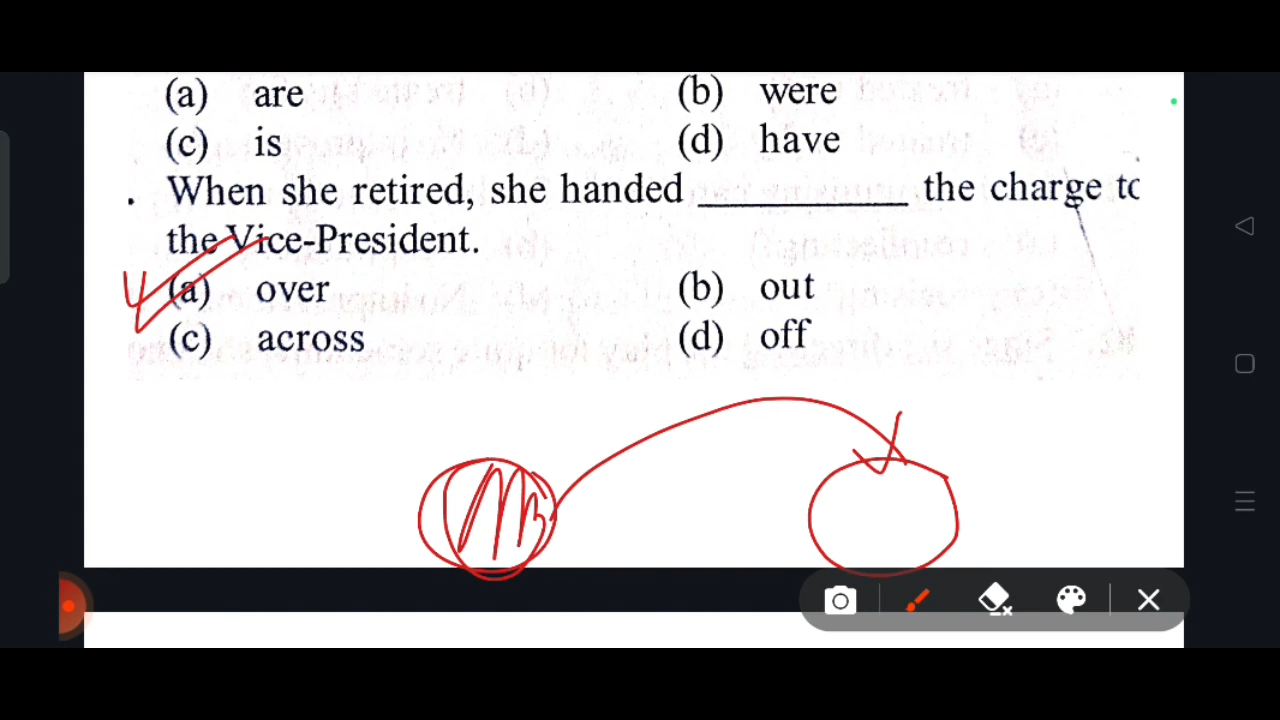 (a) are (b) were
(c) is (d) have
. When she retired, she handed __________ the charge to
the Vice-President.
(a) over (b) out
(c) across (d) off